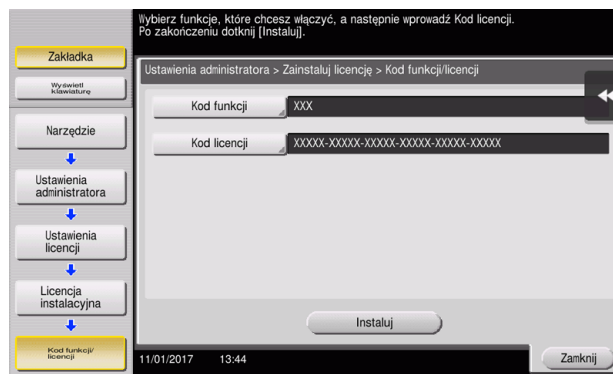 Wybierz funkcje, które chcesz włączyć, a następnie wprowadź Kod licencji.
Po zakończeniu dotknij [Instaluj].
Zakładka
Wyświetl
klawiaturę
Narzędzie
Ustawienia
administratora
Ustawienia
licencji
Licencja
instalacyjna
Kod funkcji/
licencji
Ustawienia administratora > Zainstaluj licencję > Kod funkcji/licencji
Kod funkcji XXX
Kod licencji XXXXX-XXXXX-XXXXX-XXXXX-XXXXX-XXXXX
Instaluj
11/01/2017 13:44
Zamknij